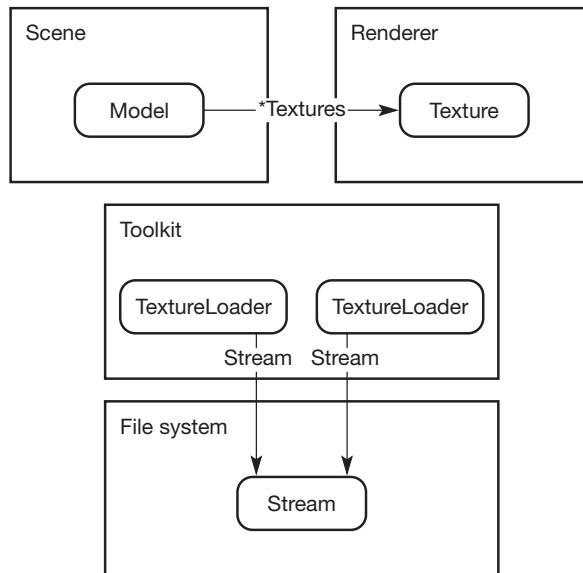 Scene
Renderer
Model
*Textures
Texture
Toolkit
TextureLoader
TextureLoader
Stream
Stream
File system
Stream